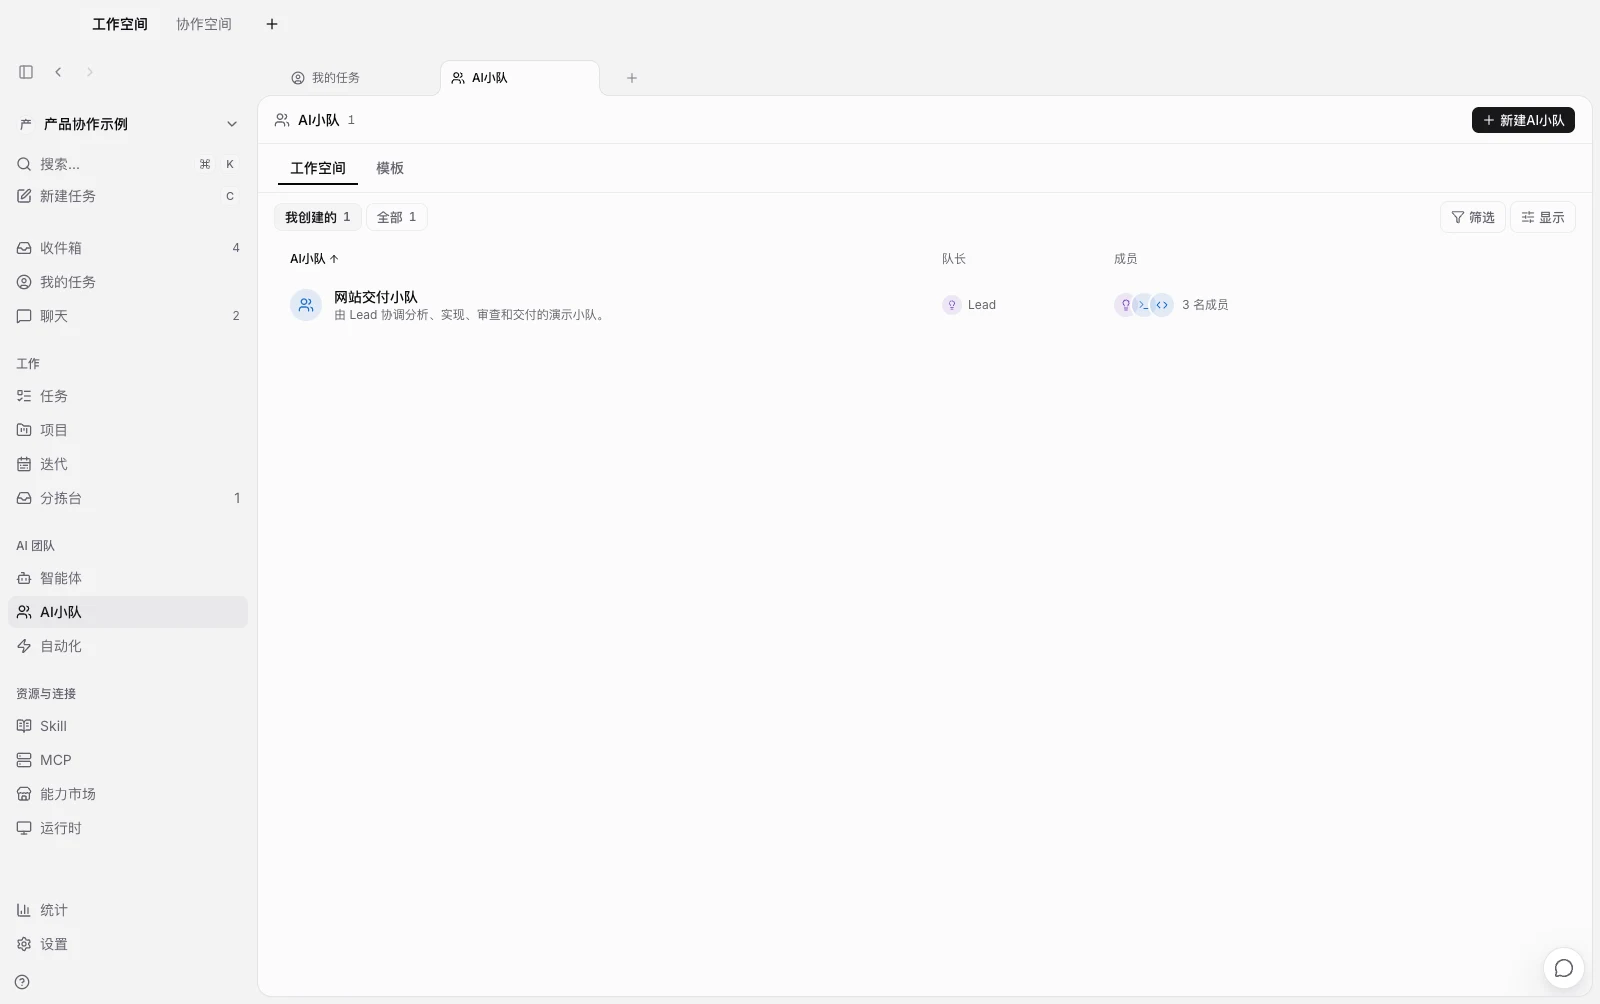 工作空间 协作空间
我的任务 AI小队
产品协作示例
搜索... ⌘ K
新建任务 C
收件箱 4
我的任务
聊天 2
工作
任务
项目
迭代
分拣台 1
AI 团队
智能体
AI小队
自动化
资源与连接
Skill
MCP
能力市场
运行时
统计
设置
AI小队 1 新建AI小队
工作空间 模板
我创建的 1 全部 1 筛选 显示
AI小队 队长 成员
网站交付小队
由 Lead 协调分析、实现、审查和交付的演示小队。
Lead 3 名成员